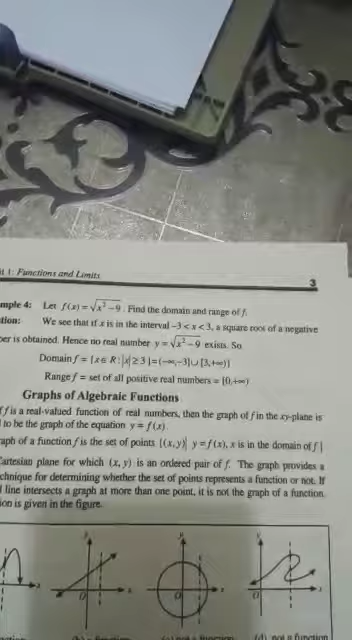 1: Functions and Limits
3
mple 4: Let f(x) = √x² – 9. Find the domain and range of f.
tion: We see that if x is in the interval –3 < x < 3, a square root of a negative
ber is obtained. Hence no real number y = √x² – 9 exists. So
Domain f = {x ∈ R : |x| ≥ 3} = (–∞, –3] ∪ [3, +∞)
Range f = set of all positive real numbers = [0, +∞)
Graphs of Algebraic Functions
f f is a real-valued function of real numbers, then the graph of f in the xy-plane is
to be the graph of the equation y = f(x).
aph of a function f is the set of points {(x, y)| y = f(x), x is in the domain of f }
Cartesian plane for which (x, y) is an ordered pair of f. The graph provides a
chnique for determining whether the set of points represents a function or not. If
l line intersects a graph at more than one point, it is not the graph of a function.
ion is given in the figure.
y y y
x x x x
O O O
(c) not a function (d) not a function